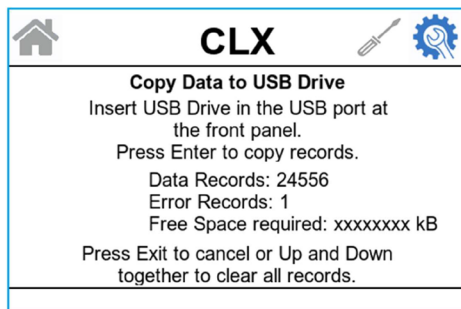 CLX
Copy Data to USB Drive
Insert USB Drive in the USB port at
the front panel.
Press Enter to copy records.
Data Records: 24556
Error Records: 1
Free Space required: xxxxxxxx kB
Press Exit to cancel or Up and Down
together to clear all records.